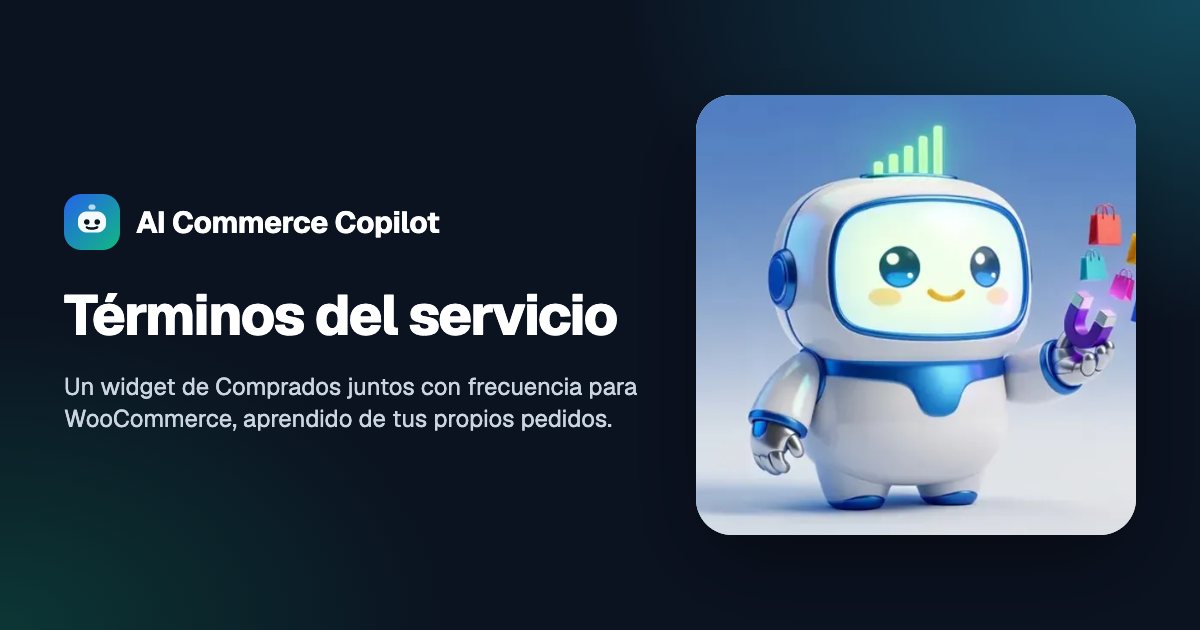 AI Commerce Copilot
Términos del servicio
Un widget de Comprados juntos con frecuencia para
WooCommerce, aprendido de tus propios pedidos.